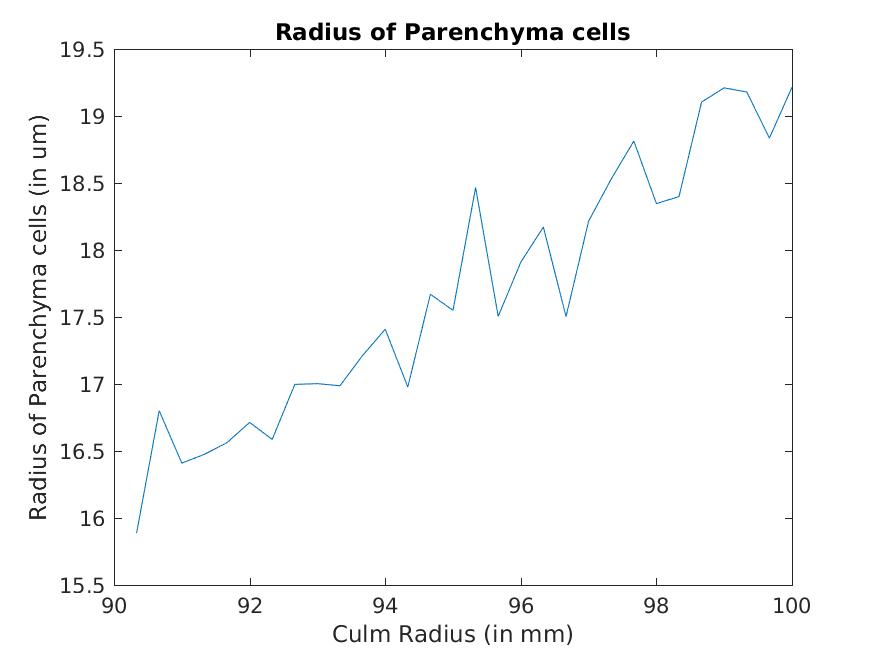 Radius of Parenchyma cells
19.5
19
18.5
18
17.5
17
16.5
16
15.5
Radius of Parenchyma cells (in um)
90 92 94 96 98 100
Culm Radius (in mm)